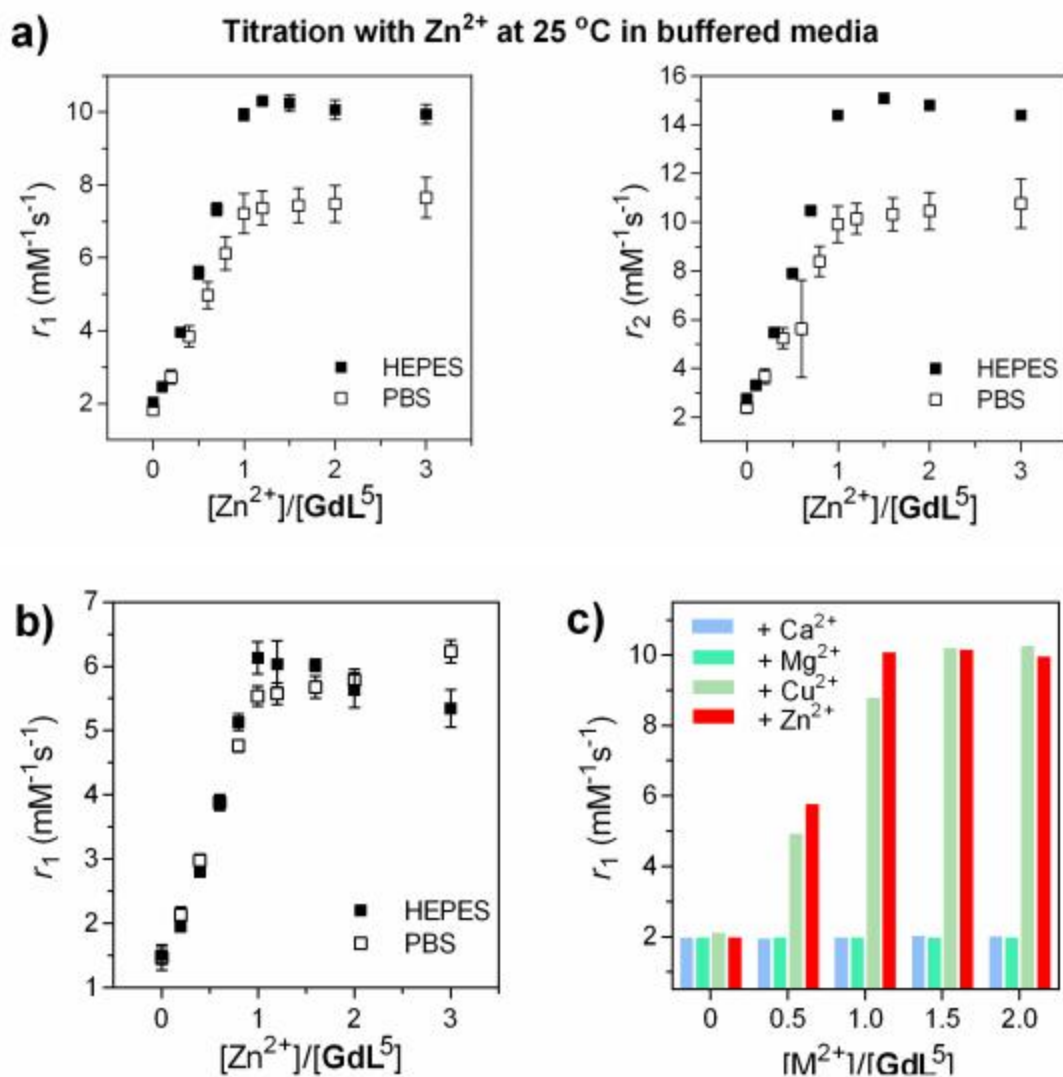 a)
Titration with Zn²⁺ at 25 °C in buffered media
r₁ (mM⁻¹s⁻¹)
10
8
6
4
2
HEPES
PBS
0
1
2
3
[Zn²⁺]/[GdL⁵]
r₂ (mM⁻¹s⁻¹)
16
14
12
10
8
6
4
2
HEPES
PBS
0
1
2
3
[Zn²⁺]/[GdL⁵]
b)
r₁ (mM⁻¹s⁻¹)
7
6
5
4
3
2
1
HEPES
PBS
0
1
2
3
[Zn²⁺]/[GdL⁵]
c)
+ Ca²⁺
+ Mg²⁺
+ Cu²⁺
+ Zn²⁺
r₁ (mM⁻¹s⁻¹)
10
8
6
4
2
0
0.5
1.0
1.5
2.0
[M²⁺]/[GdL⁵]